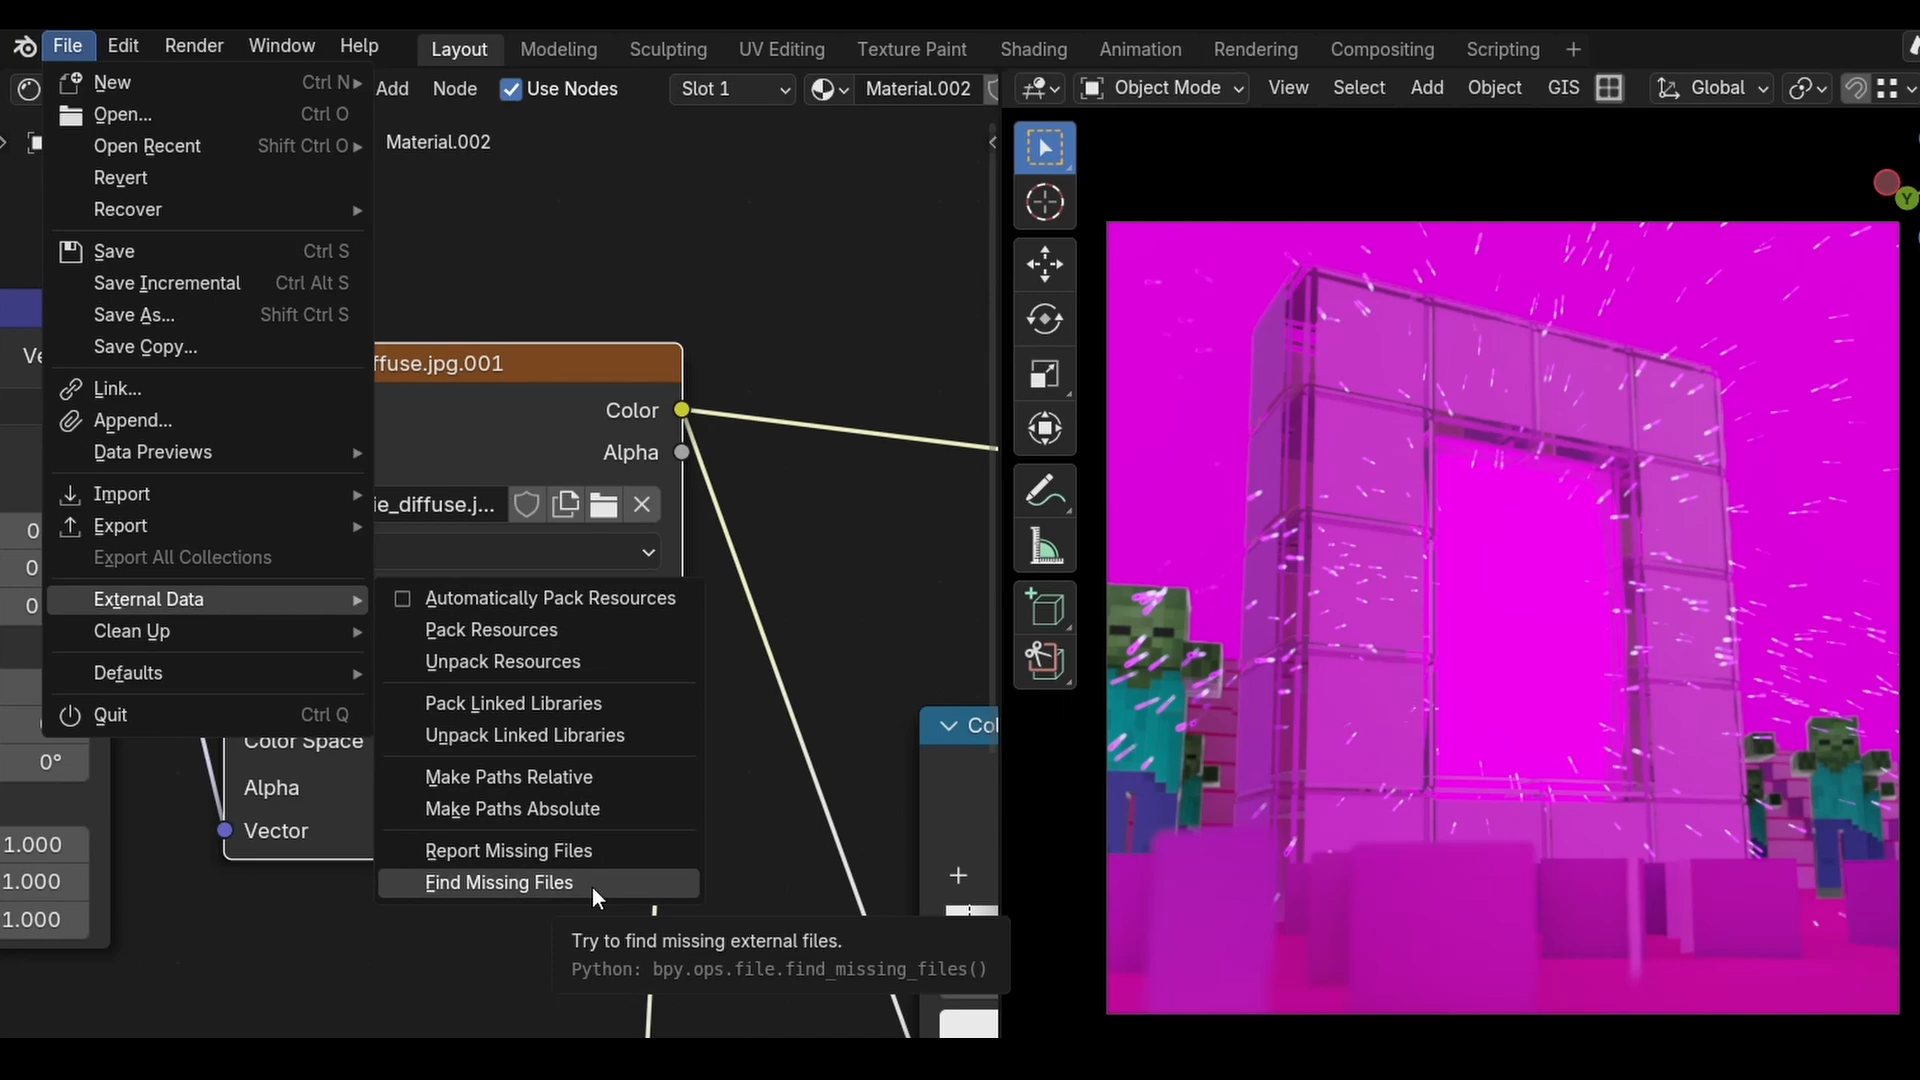 File Edit Render Window Help Layout Modeling Sculpting UV Editing Texture Paint Shading Animation Rendering Compositing Scripting
Add Node Use Nodes Slot 1 Material.002 Object Mode View Select Add Object GIS Global
Material.002
New Ctrl N
Open... Ctrl O
Open Recent Shift Ctrl O
Revert
Recover
Save Ctrl S
Save Incremental Ctrl Alt S
Save As... Shift Ctrl S
Save Copy...
Link...
Append...
Data Previews
Import
Export
Export All Collections
External Data
Clean Up
Defaults
Quit Ctrl Q
Automatically Pack Resources
Pack Resources
Unpack Resources
Pack Linked Libraries
Unpack Linked Libraries
Make Paths Relative
Make Paths Absolute
Report Missing Files
Find Missing Files
Try to find missing external files.
Python: bpy.ops.file.find_missing_files()
Ve
0
0
0
0°
1.000
1.000
1.000
ffuse.jpg.001
Color
Alpha
ie_diffuse.j...
Color Space
Alpha
Vector
Col
Y